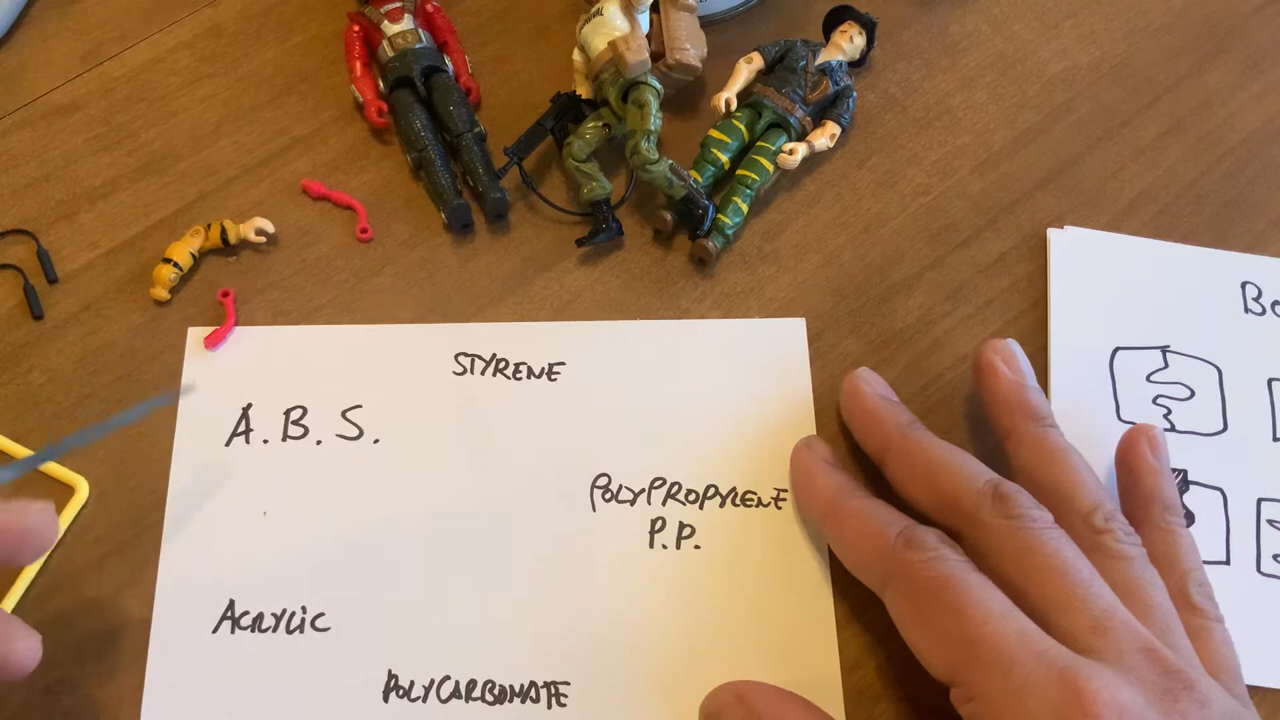 STYRENE
A.B.S.
POLYPROPYLENE
P.P.
ACRYLIC
POLYCARBONATE